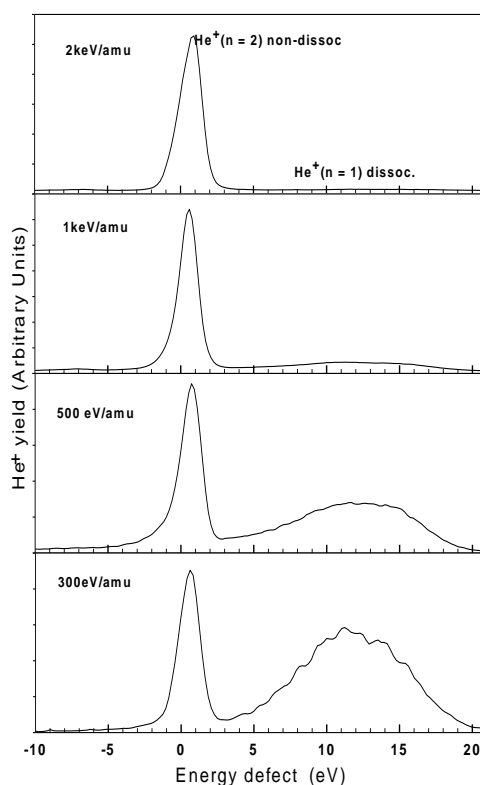 He⁺(n = 2) non-dissoc
2keV/amu
He⁺(n = 1) dissoc.
1keV/amu
500 eV/amu
300eV/amu
He⁺ yield (Arbitrary Units)
-10 -5 0 5 10 15 20
Energy defect (eV)